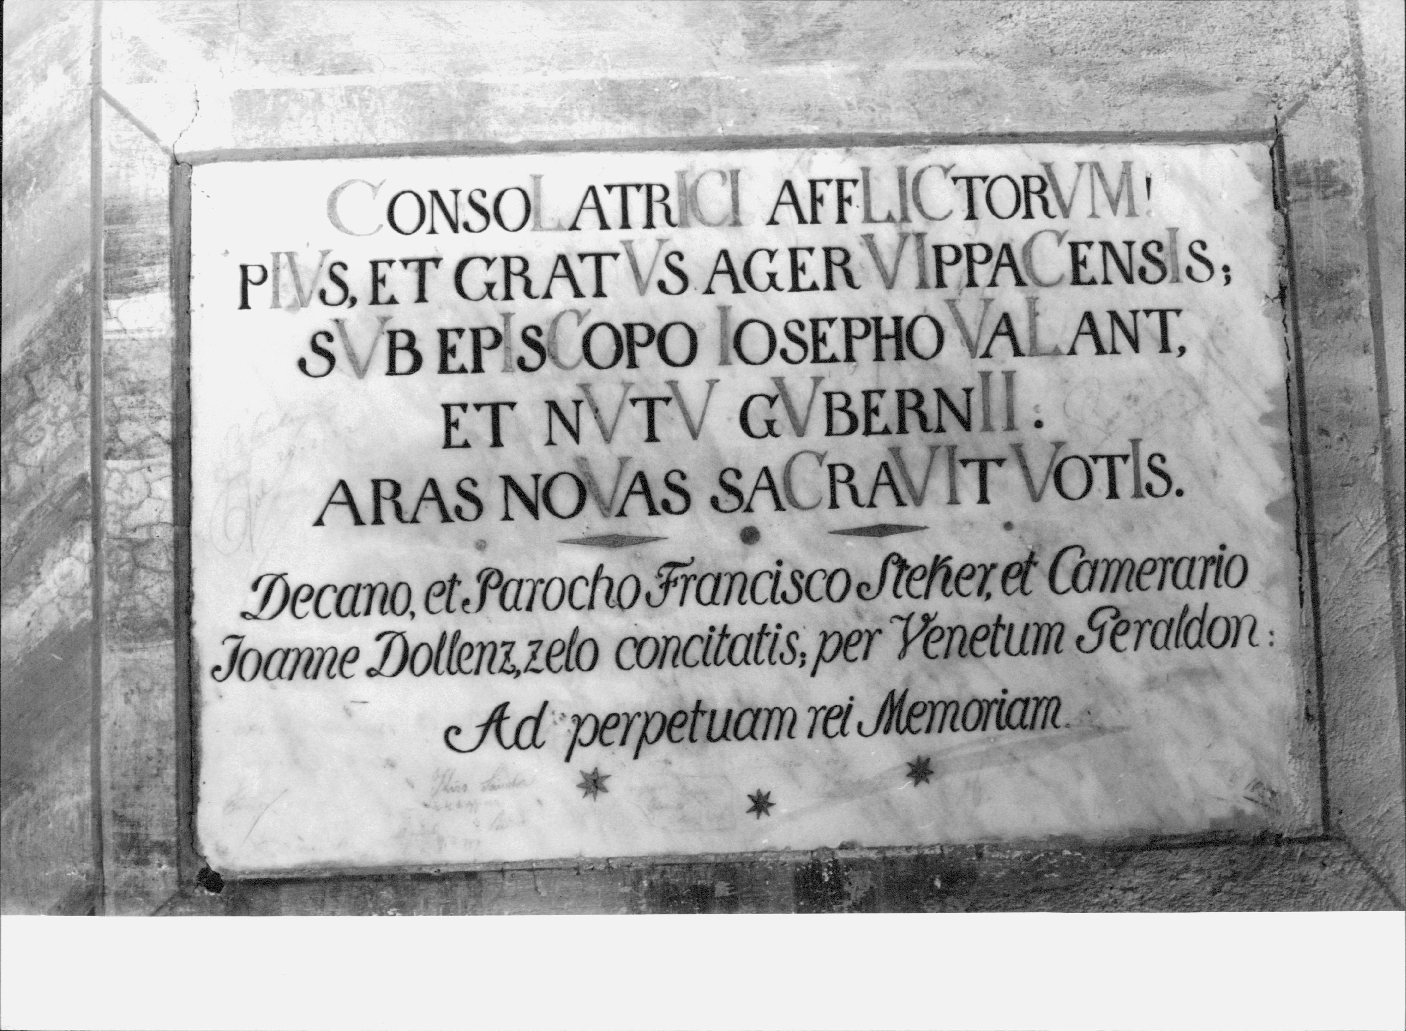 CONSOLATRICI AFFLICTORVM!
PIVS, ET GRATVS AGER VIPPACENSIS;
SVB EPISCOPO IOSEPHO VALANT,
ET NVTV GVBERNII:
ARAS NOVAS SACRAVIT VOTIS.
Decano, et Parocho Francisco Steker, et Camerario
Joanne Dollenz, zelo concitatis; per Venetum Geraldon:
Ad perpetuam rei Memoriam